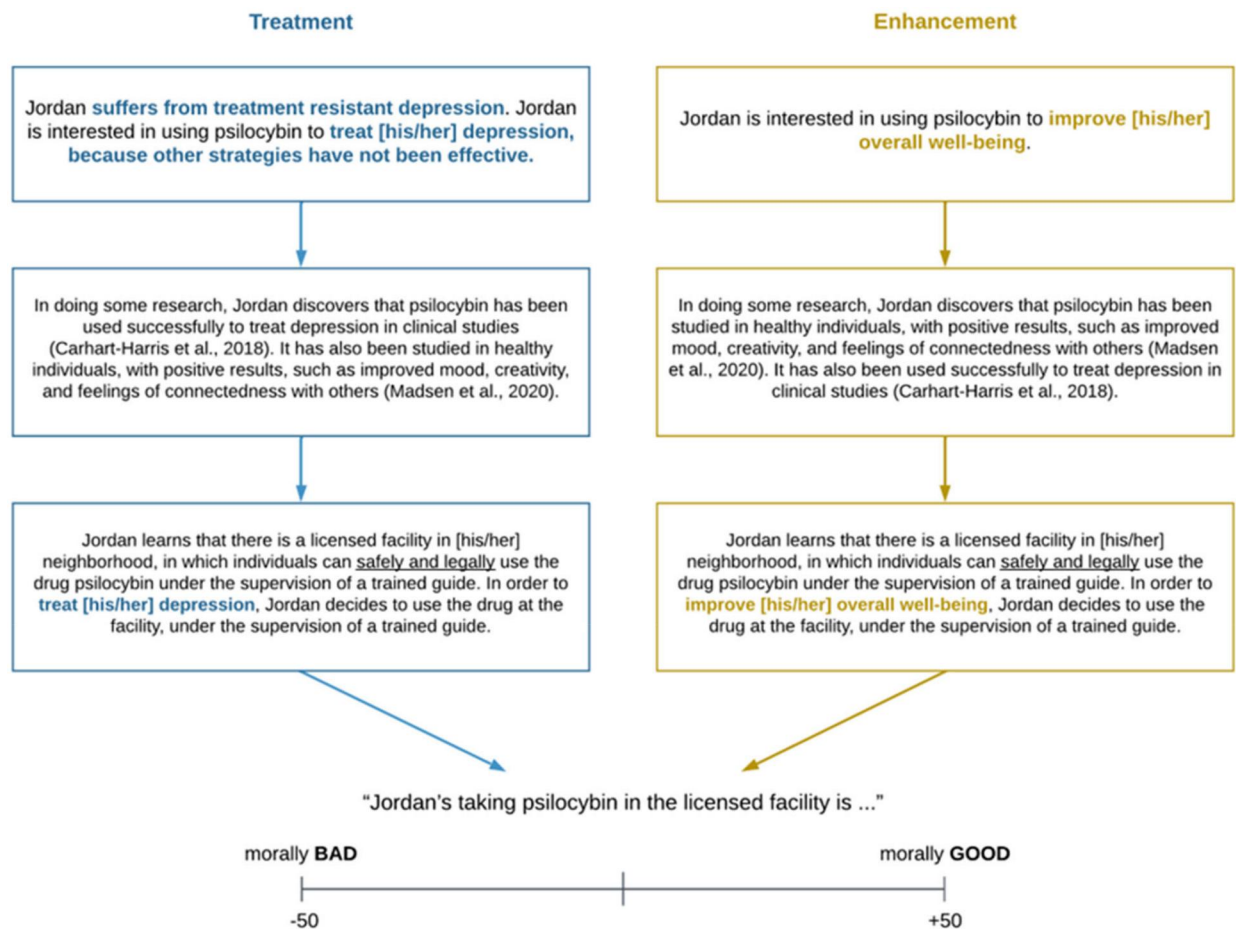 Treatment
Jordan suffers from treatment resistant depression. Jordan
is interested in using psilocybin to treat [his/her] depression,
because other strategies have not been effective.
In doing some research, Jordan discovers that psilocybin has been
used successfully to treat depression in clinical studies
(Carhart-Harris et al., 2018). It has also been studied in healthy
individuals, with positive results, such as improved mood, creativity,
and feelings of connectedness with others (Madsen et al., 2020).
Jordan learns that there is a licensed facility in [his/her]
neighborhood, in which individuals can safely and legally use the
drug psilocybin under the supervision of a trained guide. In order to
treat [his/her] depression, Jordan decides to use the drug at the
facility, under the supervision of a trained guide.
Enhancement
Jordan is interested in using psilocybin to improve [his/her]
overall well-being.
In doing some research, Jordan discovers that psilocybin has been
studied in healthy individuals, with positive results, such as improved
mood, creativity, and feelings of connectedness with others (Madsen
et al., 2020). It has also been used successfully to treat depression in
clinical studies (Carhart-Harris et al., 2018).
Jordan learns that there is a licensed facility in [his/her]
neighborhood, in which individuals can safely and legally use the
drug psilocybin under the supervision of a trained guide. In order to
improve [his/her] overall well-being, Jordan decides to use the
drug at the facility, under the supervision of a trained guide.
“Jordan’s taking psilocybin in the licensed facility is ...”
morally BAD
morally GOOD
-50
+50